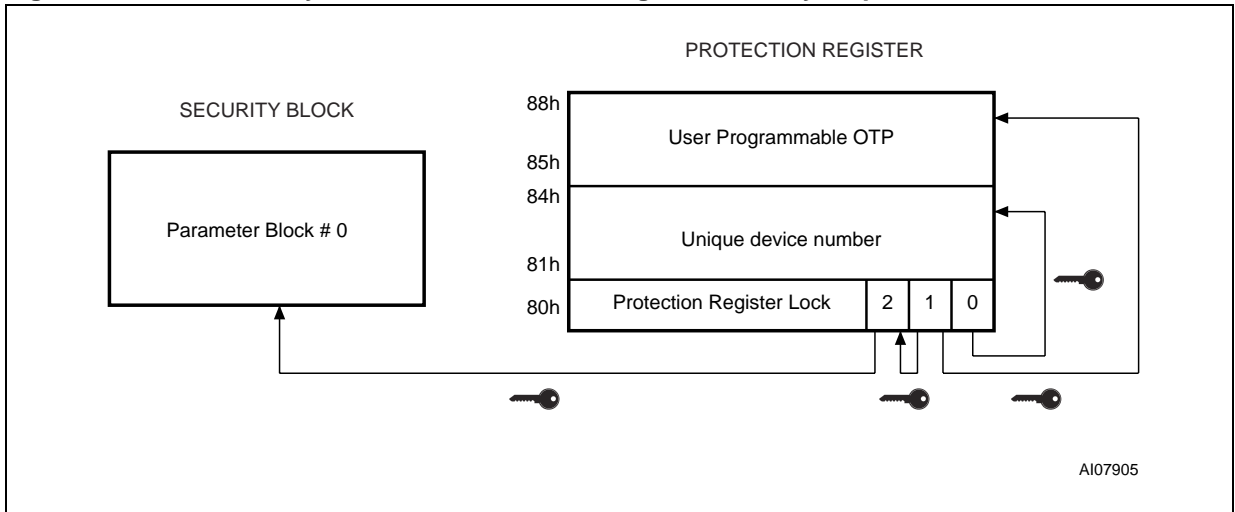 PROTECTION REGISTER
SECURITY BLOCK
88h
User Programmable OTP
85h
84h
Parameter Block # 0
Unique device number
81h
80h
Protection Register Lock 2 1 0
AI07905